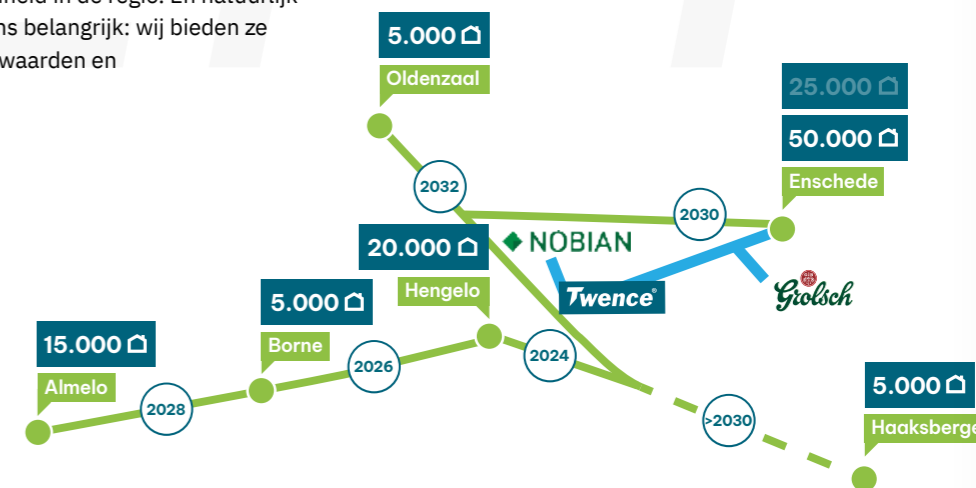 ns belangrijk: wij bieden ze
waarden en
5.000
Oldenzaal
25.000
50.000
Enschede
2032
2030
NOBIAN
20.000
Hengelo
Twence®
Grolsch
5.000
Borne
15.000
Almelo
2024
2026
2028
5.000
Haaksberge
>2030